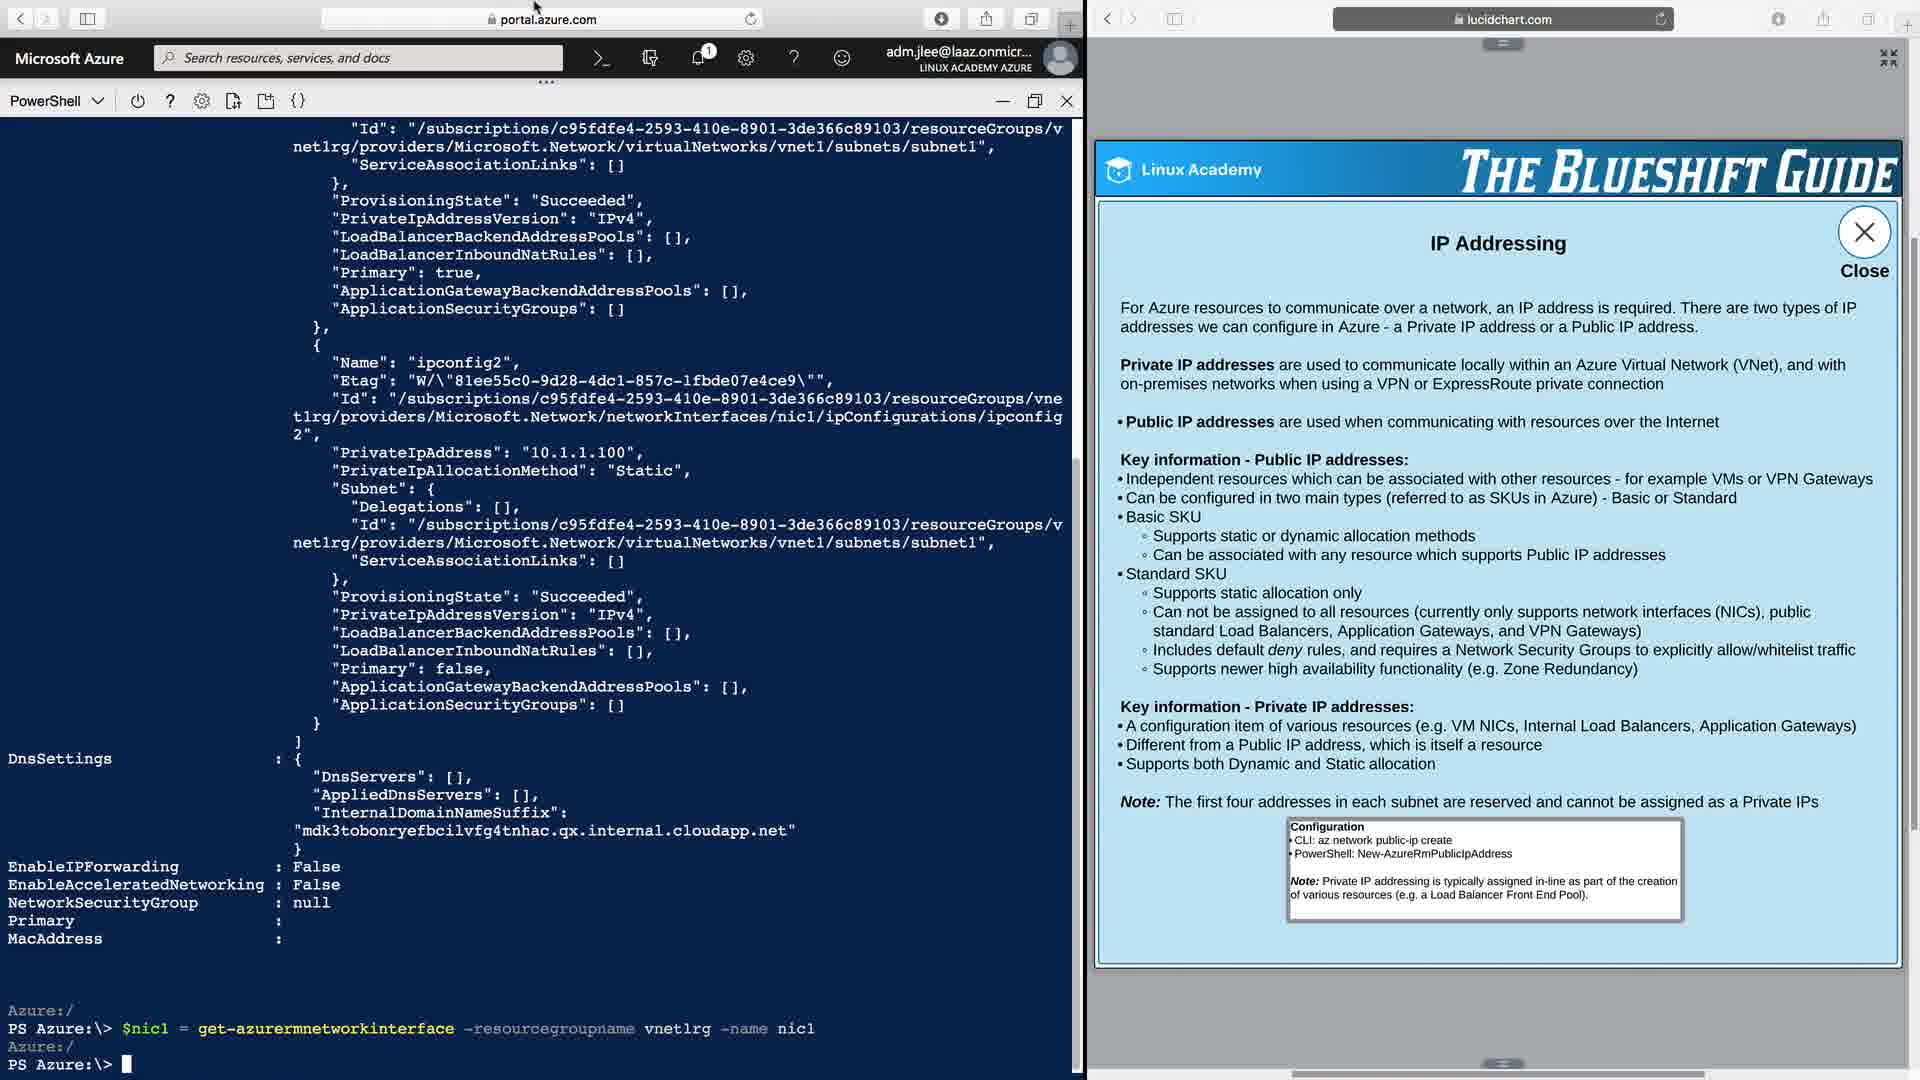 portal.azure.com
lucidchart.com
Microsoft Azure
Search resources, services, and docs
1
adm.jlee@laaz.onmicr...
LINUX ACADEMY AZURE
PowerShell
"Id": "/subscriptions/c95fdfe4-2593-410e-8901-3de366c89103/resourceGroups/v
net1rg/providers/Microsoft.Network/virtualNetworks/vnet1/subnets/subnet1",
"ServiceAssociationLinks": []
},
"ProvisioningState": "Succeeded",
"PrivateIpAddressVersion": "IPv4",
"LoadBalancerBackendAddressPools": [],
"LoadBalancerInboundNatRules": [],
"Primary": true,
"ApplicationGatewayBackendAddressPools": [],
"ApplicationSecurityGroups": []
},
{
"Name": "ipconfig2",
"Etag": "W/\"81ee55c0-9d28-4dc1-857c-1fbde07e4ce9\"",
"Id": "/subscriptions/c95fdfe4-2593-410e-8901-3de366c89103/resourceGroups/vne
t1rg/providers/Microsoft.Network/networkInterfaces/nic1/ipConfigurations/ipconfig
2",
"PrivateIpAddress": "10.1.1.100",
"PrivateIpAllocationMethod": "Static",
"Subnet": {
"Delegations": [],
"Id": "/subscriptions/c95fdfe4-2593-410e-8901-3de366c89103/resourceGroups/v
net1rg/providers/Microsoft.Network/virtualNetworks/vnet1/subnets/subnet1",
"ServiceAssociationLinks": []
},
"ProvisioningState": "Succeeded",
"PrivateIpAddressVersion": "IPv4",
"LoadBalancerBackendAddressPools": [],
"LoadBalancerInboundNatRules": [],
"Primary": false,
"ApplicationGatewayBackendAddressPools": [],
"ApplicationSecurityGroups": []
}
]
DnsSettings : {
"DnsServers": [],
"AppliedDnsServers": [],
"InternalDomainNameSuffix":
"mdk3tobonryefbcilvfg4tnhac.qx.internal.cloudapp.net"
}
EnableIPForwarding : False
EnableAcceleratedNetworking : False
NetworkSecurityGroup : null
Primary :
MacAddress :
Azure:/
PS Azure:\> $nic1 = get-azurermnetworkinterface -resourcegroupname vnet1rg -name nic1
Azure:/
PS Azure:\>
Linux Academy
THE BLUESHIFT GUIDE
IP Addressing
Close
For Azure resources to communicate over a network, an IP address is required. There are two types of IP
addresses we can configure in Azure - a Private IP address or a Public IP address.
Private IP addresses are used to communicate locally within an Azure Virtual Network (VNet), and with
on-premises networks when using a VPN or ExpressRoute private connection
• Public IP addresses are used when communicating with resources over the Internet
Key information - Public IP addresses:
• Independent resources which can be associated with other resources - for example VMs or VPN Gateways
• Can be configured in two main types (referred to as SKUs in Azure) - Basic or Standard
• Basic SKU
◦ Supports static or dynamic allocation methods
◦ Can be associated with any resource which supports Public IP addresses
• Standard SKU
◦ Supports static allocation only
◦ Can not be assigned to all resources (currently only supports network interfaces (NICs), public
standard Load Balancers, Application Gateways, and VPN Gateways)
◦ Includes default deny rules, and requires a Network Security Groups to explicitly allow/whitelist traffic
◦ Supports newer high availability functionality (e.g. Zone Redundancy)
Key information - Private IP addresses:
• A configuration item of various resources (e.g. VM NICs, Internal Load Balancers, Application Gateways)
• Different from a Public IP address, which is itself a resource
• Supports both Dynamic and Static allocation
Note: The first four addresses in each subnet are reserved and cannot be assigned as a Private IPs
Configuration
• CLI: az network public-ip create
• PowerShell: New-AzureRmPublicIpAddress
Note: Private IP addressing is typically assigned in-line as part of the creation
of various resources (e.g. a Load Balancer Front End Pool).